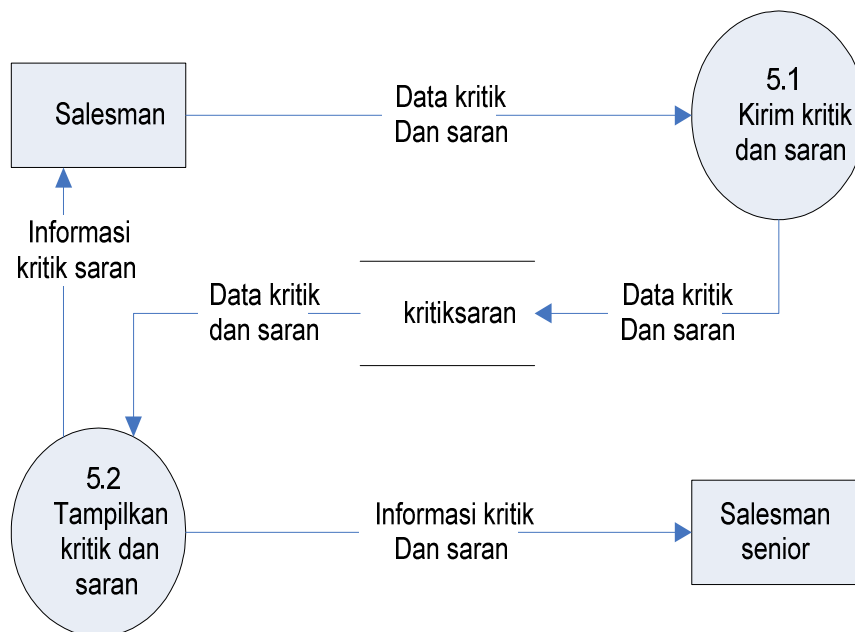 Salesman
Data kritik
Dan saran
5.1
Kirim kritik
dan saran
Informasi
kritik saran
Data kritik
dan saran
kritiksaran
Data kritik
Dan saran
5.2
Tampilkan
kritik dan
saran
Informasi kritik
Dan saran
Salesman
senior